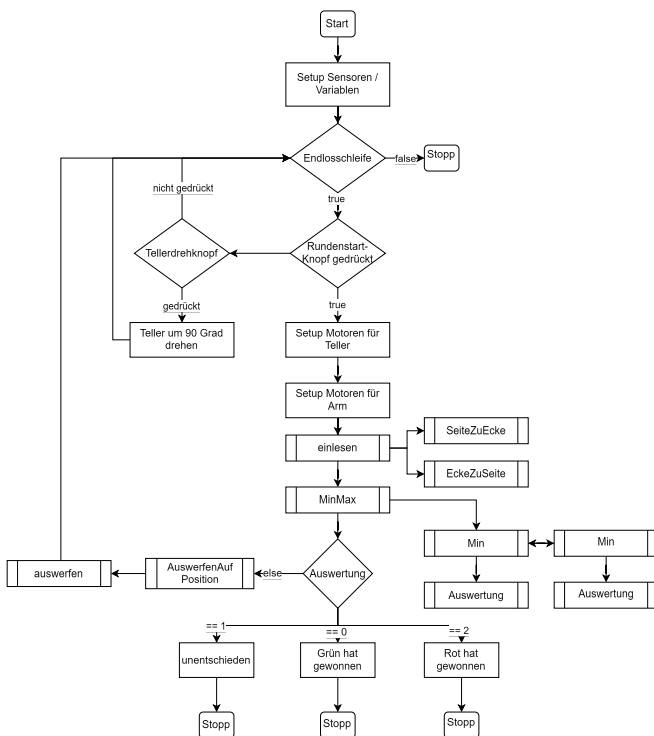 Start
Setup Sensoren /
Variablen
Endlosschleife
false
Stopp
true
nicht gedrückt
Tellerdrehknopf
Rundenstart-
Knopf gedrückt
gedrückt
true
Teller um 90 Grad
drehen
Setup Motoren für
Teller
Setup Motoren für
Arm
einlesen
SeiteZuEcke
EckeZuSeite
MinMax
Min
Min
auswerfen
AuswerfenAuf
Position
else
Auswertung
Auswertung
Auswertung
== 1
== 0
== 2
unentschieden
Grün hat
gewonnen
Rot hat
gewonnen
Stopp
Stopp
Stopp